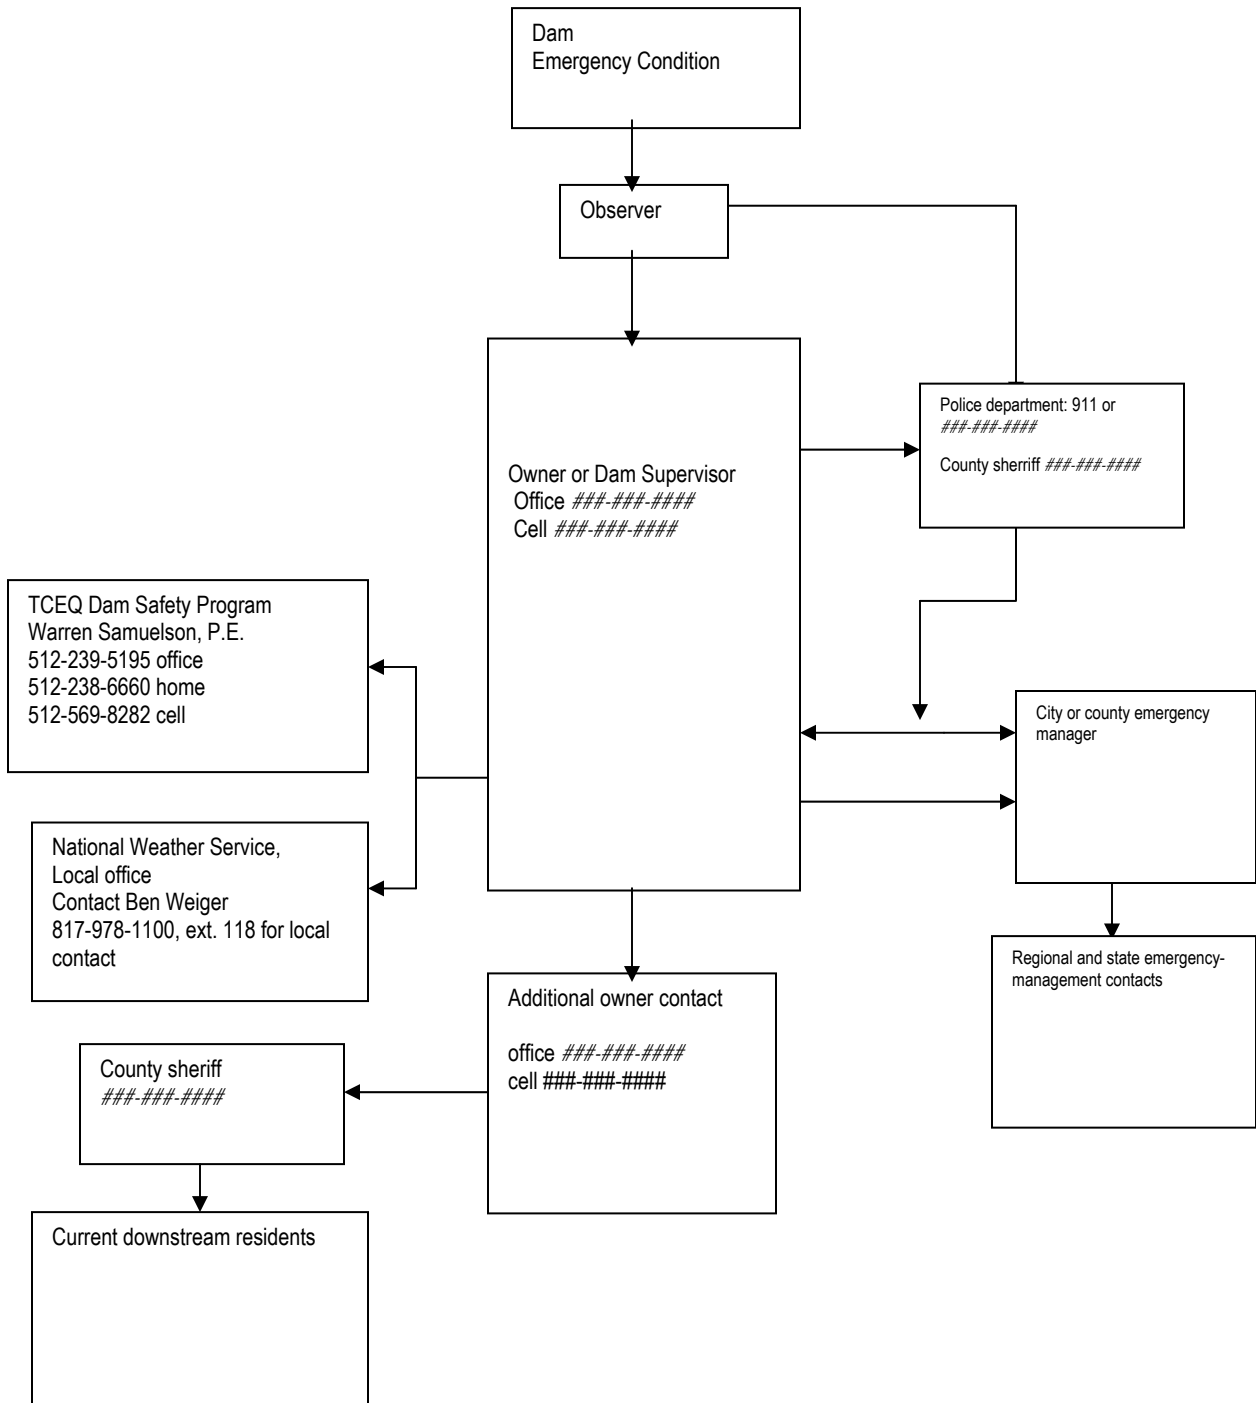 Dam
Emergency Condition
Observer
Police department: 911 or
###-###-####
County sherriff ###-###-####
Owner or Dam Supervisor
Office ###-###-####
Cell ###-###-####
TCEQ Dam Safety Program
Warren Samuelson, P.E.
512-239-5195 office
512-238-6660 home
512-569-8282 cell
City or county emergency
manager
National Weather Service,
Local office
Contact Ben Weiger
817-978-1100, ext. 118 for local
contact
Regional and state emergency-
management contacts
Additional owner contact
office ###-###-####
cell ###-###-####
County sheriff
###-###-####
Current downstream residents